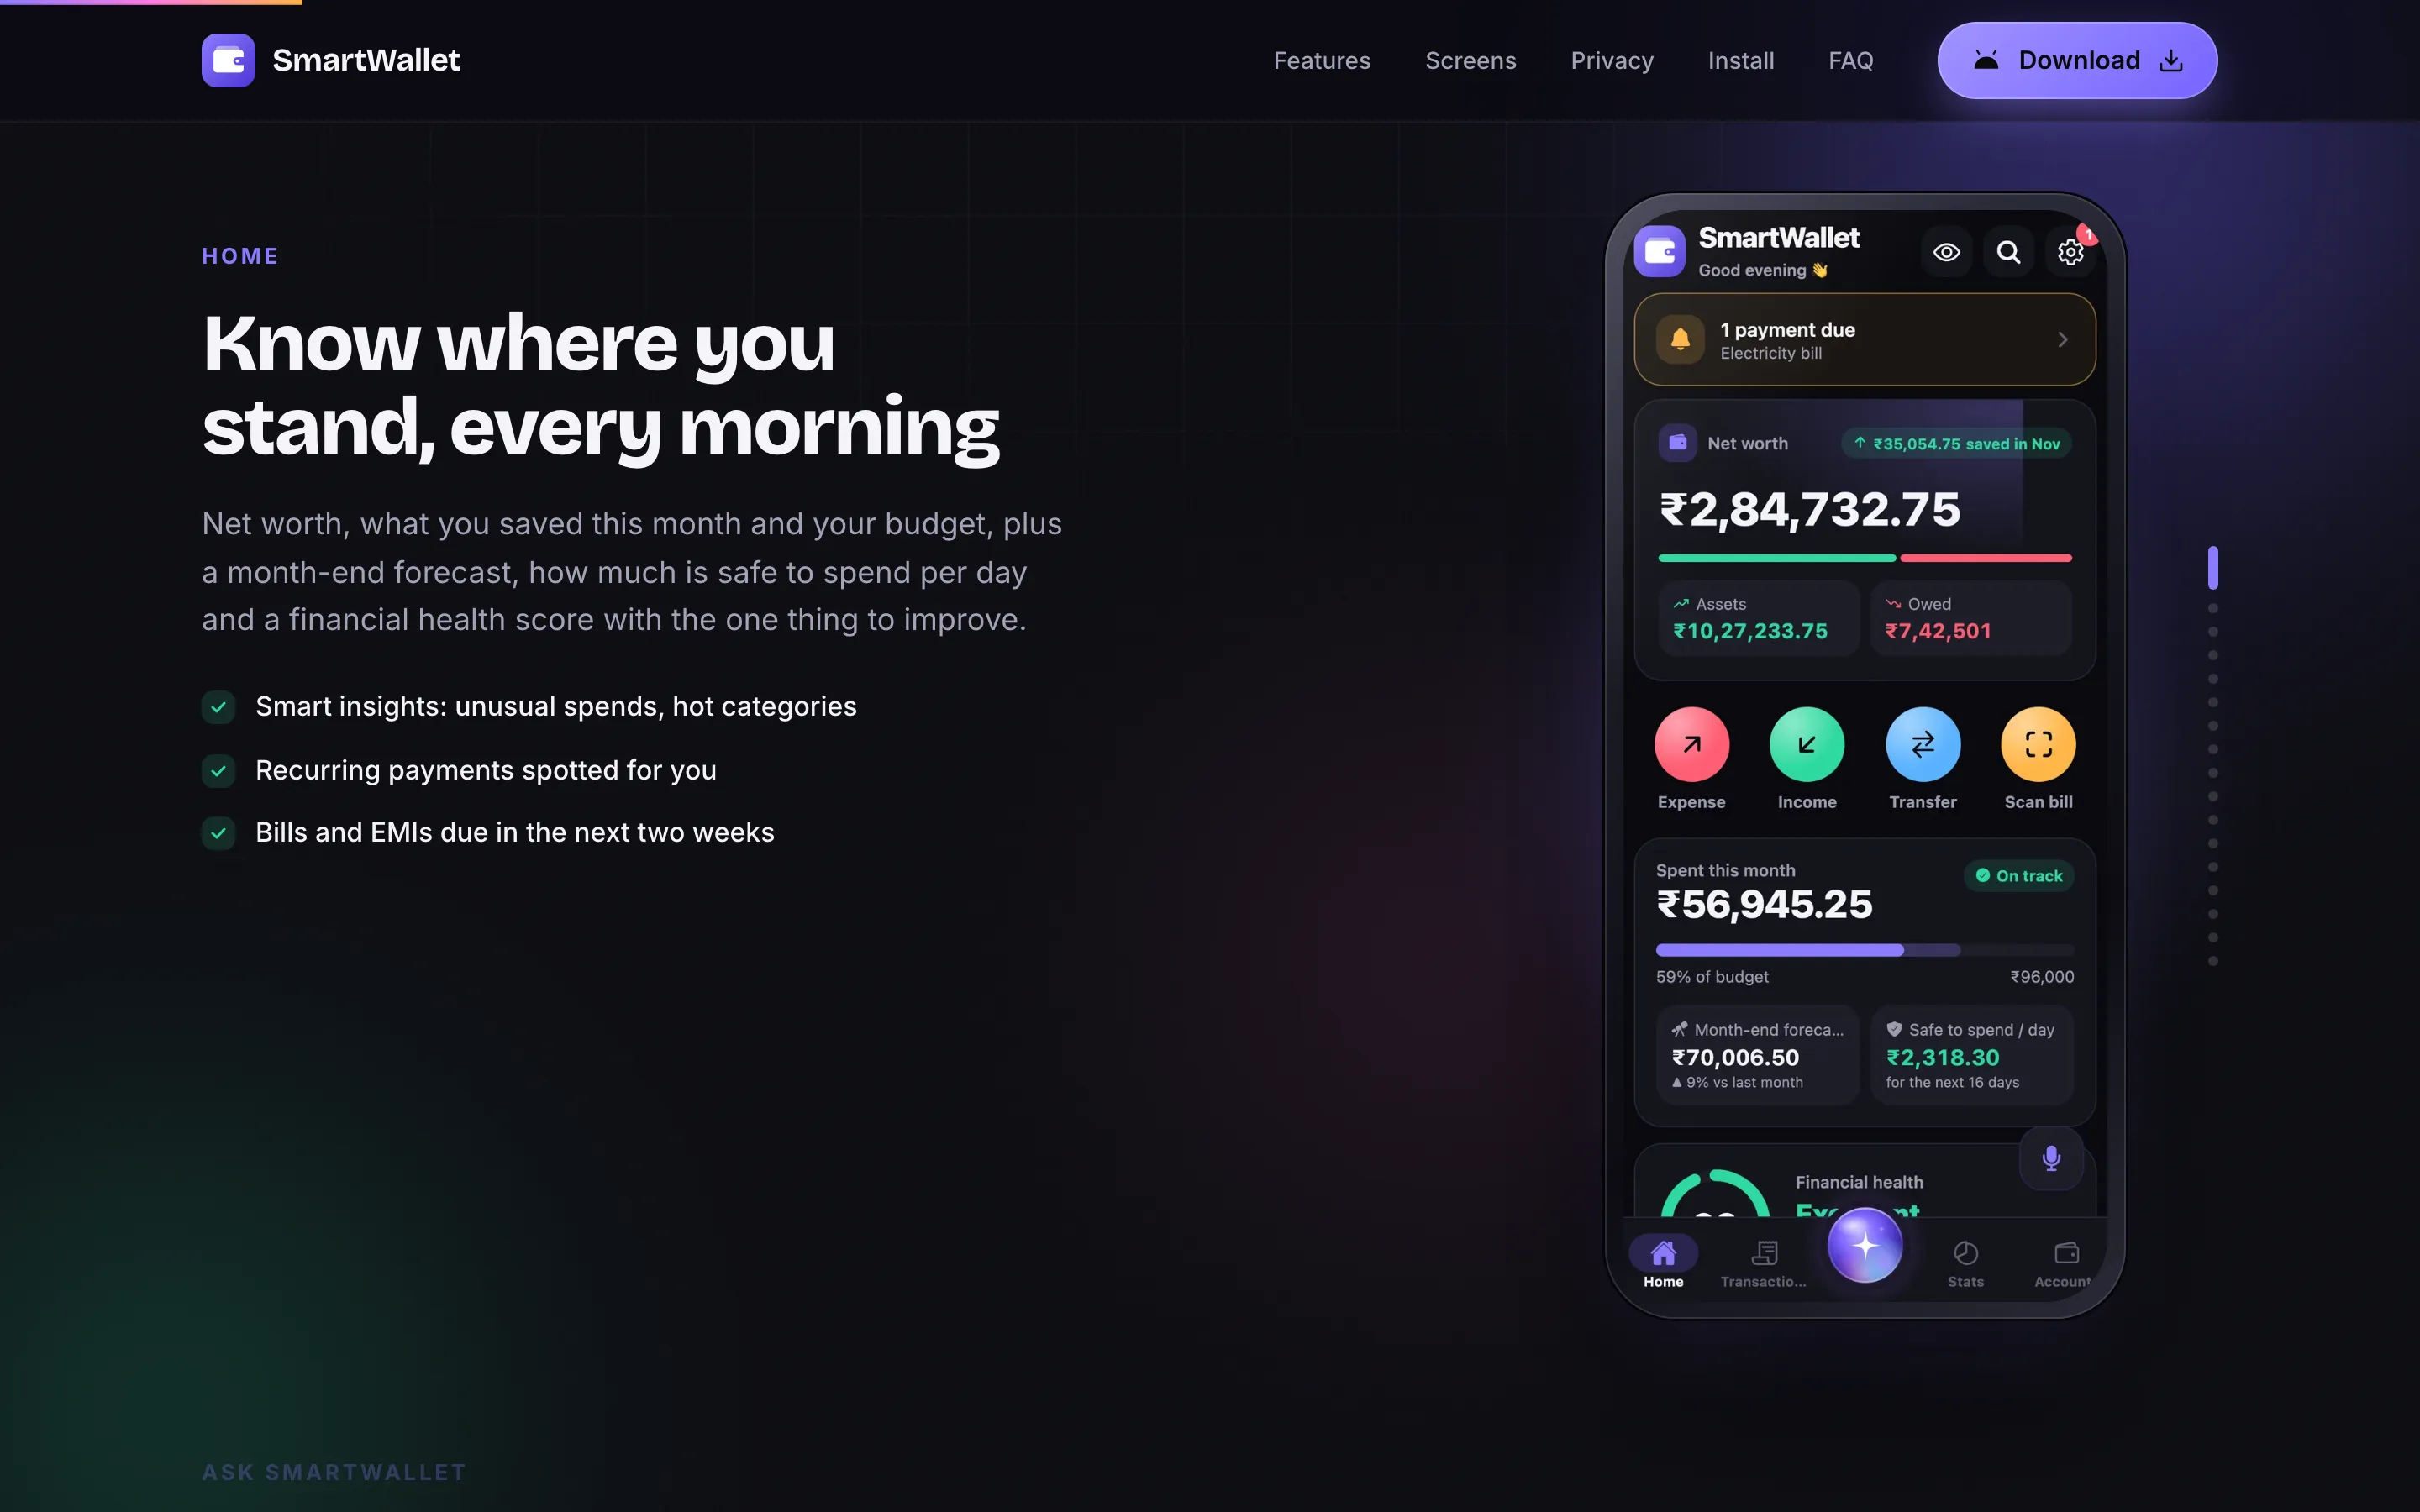 SmartWallet
Features
Screens
Privacy
Install
FAQ
Download
HOME
Know where you
stand, every morning
Net worth, what you saved this month and your budget, plus
a month-end forecast, how much is safe to spend per day
and a financial health score with the one thing to improve.
Smart insights: unusual spends, hot categories
Recurring payments spotted for you
Bills and EMIs due in the next two weeks
ASK SMARTWALLET
SmartWallet
Good evening 👋
1
1 payment due
Electricity bill
Net worth
₹35,054.75 saved in Nov
₹2,84,732.75
Assets
₹10,27,233.75
Owed
₹7,42,501
Expense
Income
Transfer
Scan bill
Spent this month
On track
₹56,945.25
59% of budget
₹96,000
Month-end foreca...
₹70,006.50
▲ 9% vs last month
Safe to spend / day
₹2,318.30
for the next 16 days
Financial health
Home
Transactio...
Stats
Account